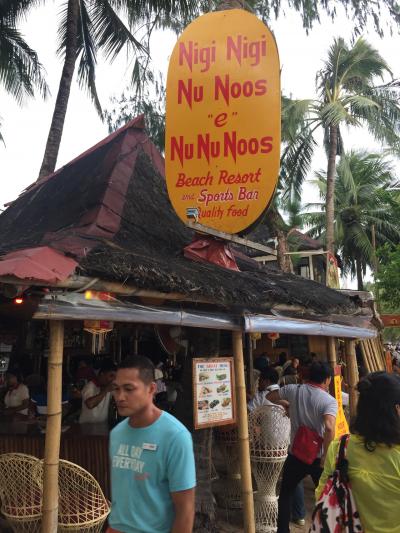 Nigi Nigi
Nu Noos
"e"
Nu Nu Noos
Beach Resort
and Sports Bar
Quality food
ALL DAY
EVERYDAY